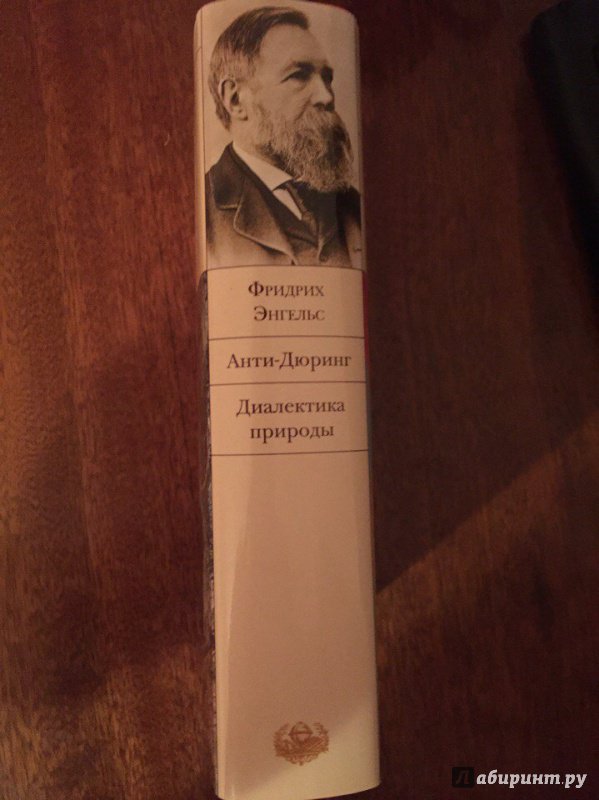 Фридрих
Энгельс
Анти-Дюринг
Диалектика
природы
Лабиринт.ру